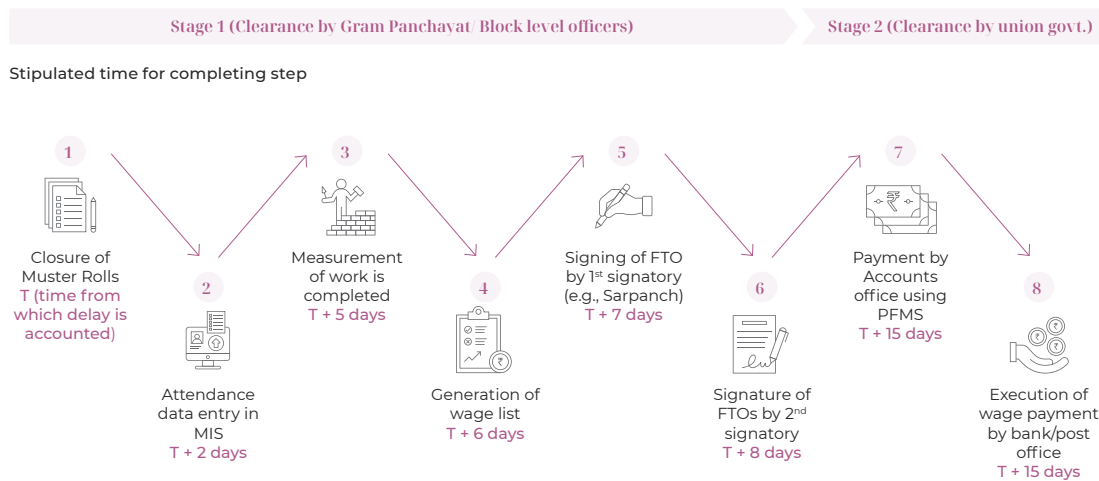 Stage 1 (Clearance by Gram Panchayat/ Block level officers)
Stage 2 (Clearance by union govt.)
Stipulated time for completing step
1
Closure of
Muster Rolls
T (time from
which delay is
accounted)
2
Attendance
data entry in
MIS
T + 2 days
3
Measurement
of work is
completed
T + 5 days
4
Generation of
wage list
T + 6 days
5
Signing of FTO
by 1st signatory
(e.g., Sarpanch)
T + 7 days
6
Signature of
FTOs by 2nd
signatory
T + 8 days
7
Payment by
Accounts
office using
PFMS
T + 15 days
8
Execution of
wage payment
by bank/post
office
T + 15 days